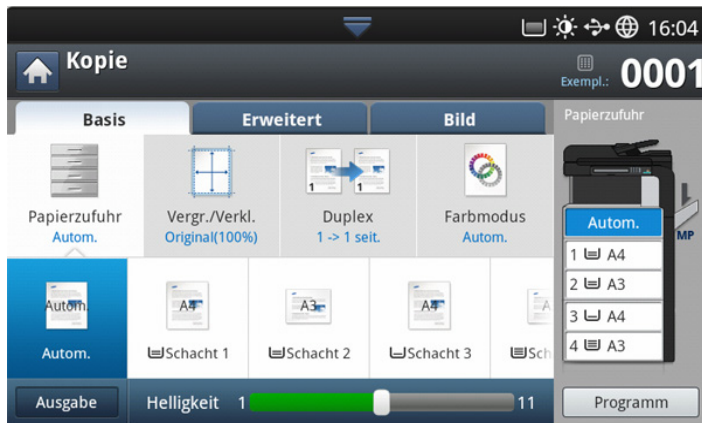 16:04
Kopie
Exempl.: 0001
Basis
Erweitert
Bild
Papierzufuhr
Papierzufuhr
Autom.
Vergr./Verkl.
Original(100%)
1 1
Duplex
1 -> 1 seit.
Farbmodus
Autom.
Autom.
MP
1 A4
2 A3
3 A4
4 A3
Autom.
Autom.
A4
Schacht 1
A3
Schacht 2
A4
Schacht 3
Sch
Ausgabe
Helligkeit 1 11
Programm